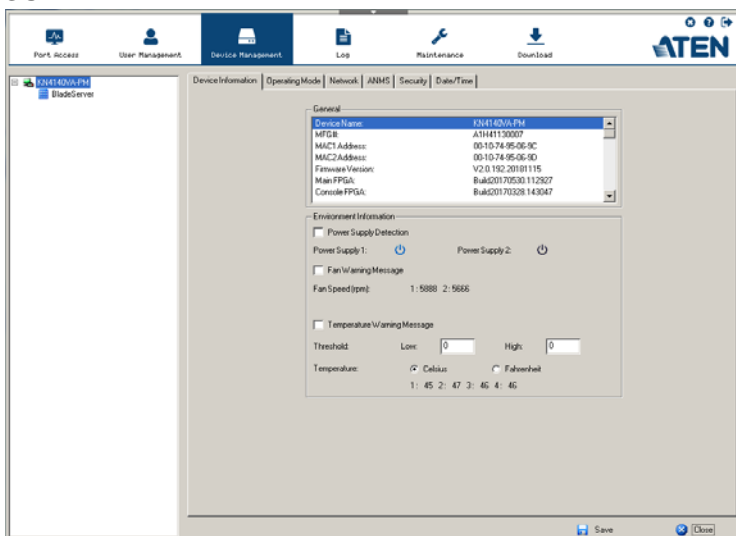 Port Access User Management Device Management Log Maintenance Download
ATEN
KN4140VA-PM
BladeServer
Device Information Operating Mode Network ANMS Security Date/Time
General
Device Name: KN4140VA-PM
MFG#: A1H41130007
MAC1 Address: 00-10-74-95-06-9C
MAC2 Address: 00-10-74-95-06-9D
Firmware Version: V2.0.192.20181115
Main FPGA: Build20170530.112927
Console FPGA: Build20170328.143047
Environment Information
Power Supply Detection
Power Supply 1: Power Supply 2:
Fan Warning Message
Fan Speed (rpm): 1: 5888 2: 5666
Temperature Warning Message
Threshold: Low: 0 High: 0
Temperature: Celsius Fahrenheit
1: 45 2: 47 3: 46 4: 46
Save Close